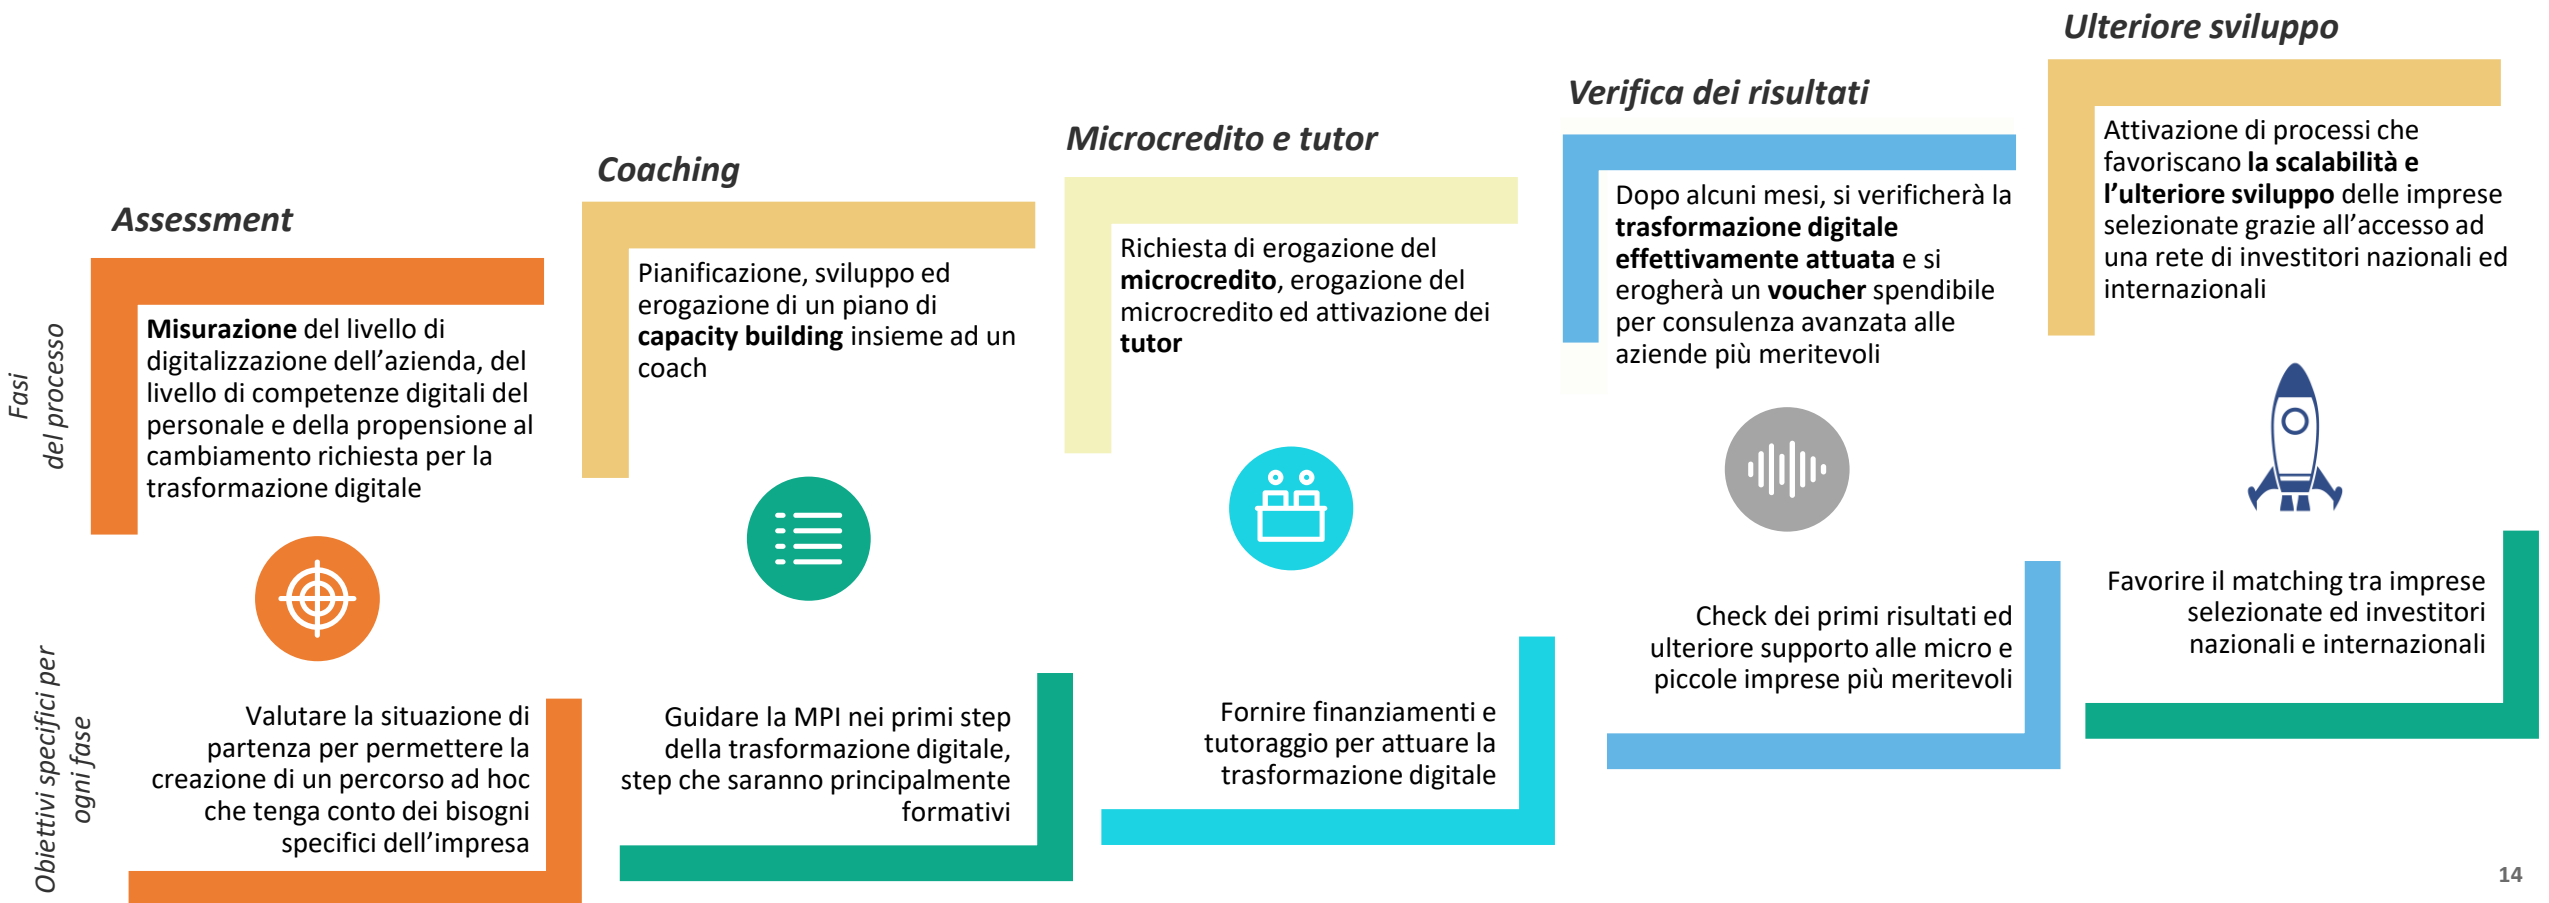 Fasi
del processo
Assessment
Misurazione del livello di
digitalizzazione dell'azienda, del
livello di competenze digitali del
personale e della propensione al
cambiamento richiesta per la
trasformazione digitale
Coaching
Pianificazione, sviluppo ed
erogazione di un piano di
capacity building insieme ad un
coach
Microcredito e tutor
Richiesta di erogazione del
microcredito, erogazione del
microcredito ed attivazione dei
tutor
Verifica dei risultati
Dopo alcuni mesi, si verificherà la
trasformazione digitale
effettivamente attuata e si
erogherà un voucher spendibile
per consulenza avanzata alle
aziende più meritevoli
Ulteriore sviluppo
Attivazione di processi che
favoriscano la scalabilità e
l'ulteriore sviluppo delle imprese
selezionate grazie all'accesso ad
una rete di investitori nazionali ed
internazionali
Obiettivi specifici per
ogni fase
Valutare la situazione di
partenza per permettere la
creazione di un percorso ad hoc
che tenga conto dei bisogni
specifici dell'impresa
Guidare la MPI nei primi step
della trasformazione digitale,
step che saranno principalmente
formativi
Fornire finanziamenti e
tutoraggio per attuare la
trasformazione digitale
Check dei primi risultati ed
ulteriore supporto alle micro e
piccole imprese più meritevoli
Favorire il matching tra imprese
selezionate ed investitori
nazionali e internazionali
14